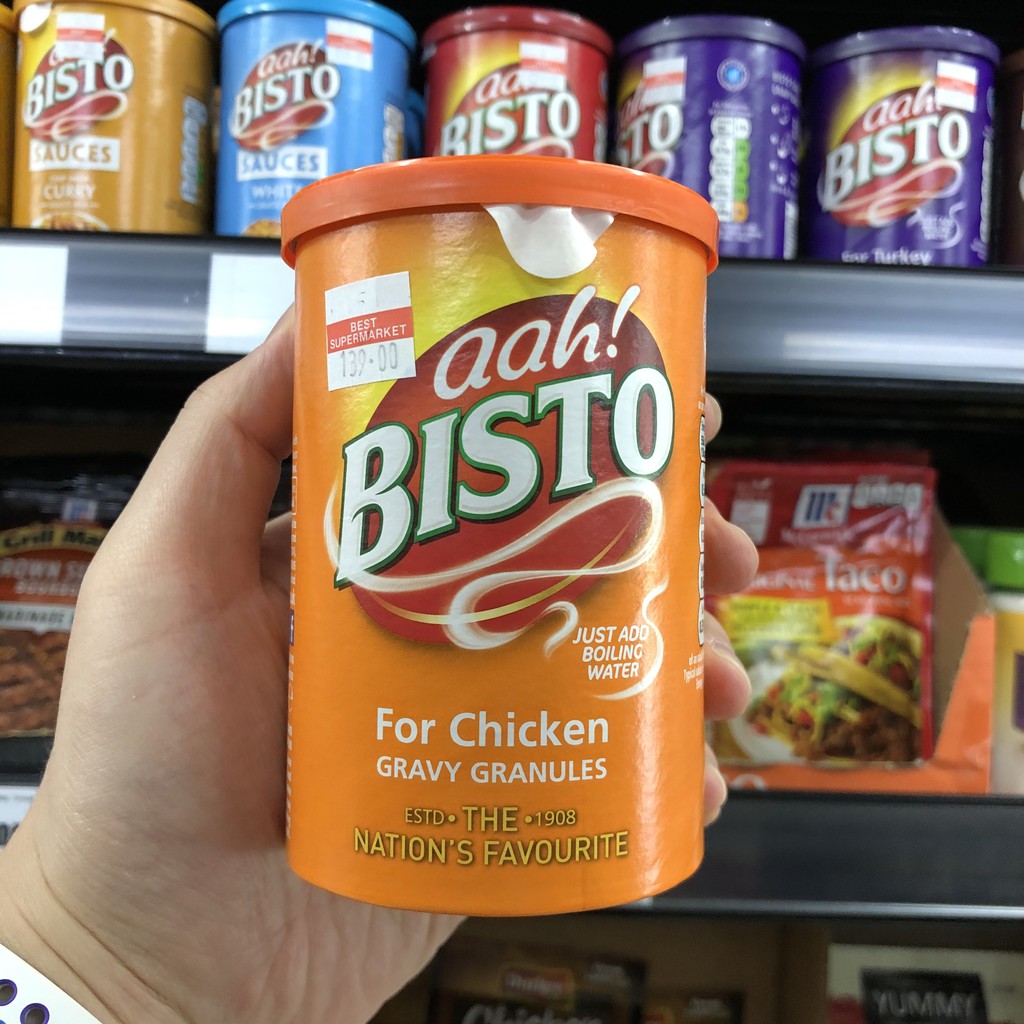 BISTO
SAUCES
CURRY
aah!
BISTO
SAUCES
aah!
BISTO
BISTO
aah!
BISTO
For Turkey
BEST
SUPERMARKET
139.00
aah!
BISTO
JUST ADD
BOILING
WATER
For Chicken
GRAVY GRANULES
ESTD • THE • 1908
NATION'S FAVOURITE
Taco
YUMMY